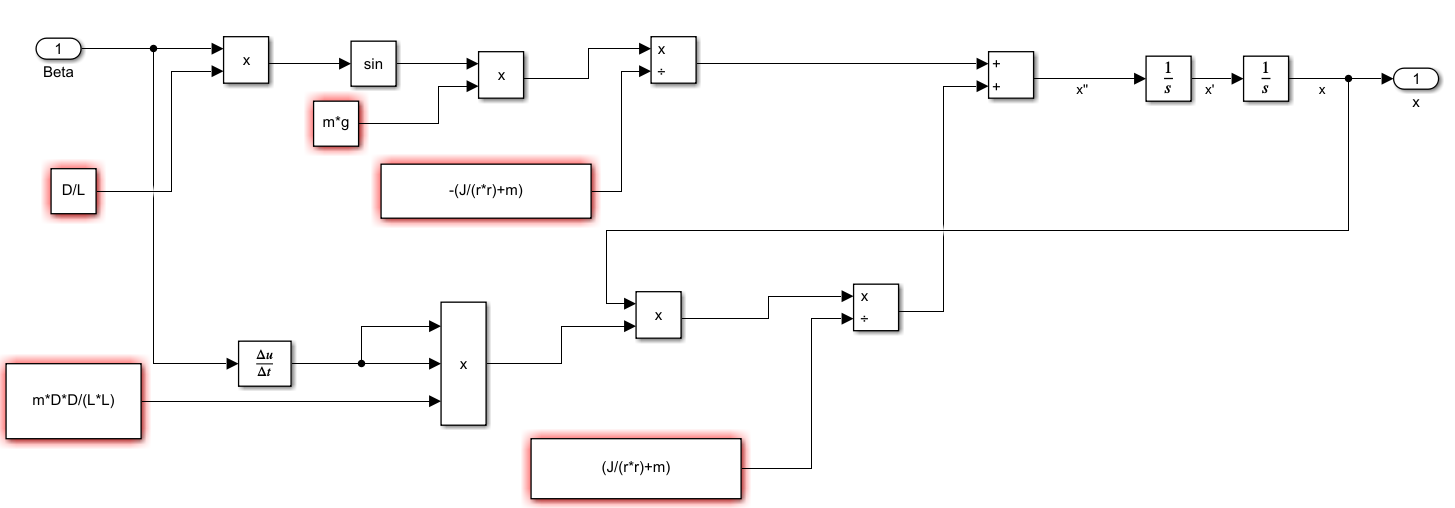 1
Beta
x
sin
x
m*g
x
÷
+
+
x''
1
s
x'
1
s
x
1
x
D/L
-(J/(r*r)+m)
m*D*D/(L*L)
Δu
Δt
x
x
x
÷
(J/(r*r)+m)